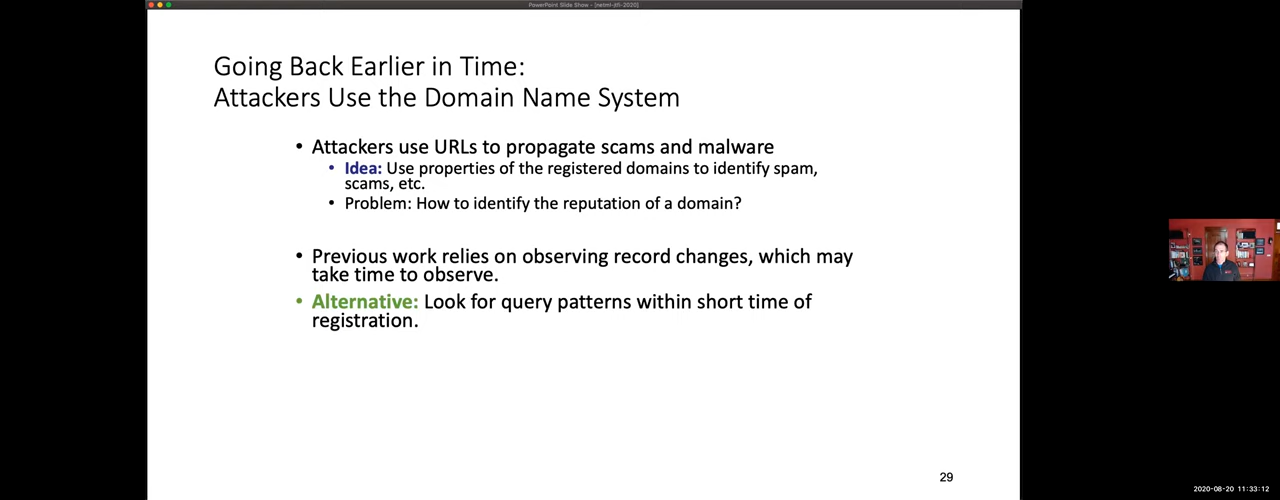 PowerPoint Slide Show - [netml-jtfi-2020]
Going Back Earlier in Time:
Attackers Use the Domain Name System
• Attackers use URLs to propagate scams and malware
• Idea: Use properties of the registered domains to identify spam,
scams, etc.
• Problem: How to identify the reputation of a domain?
• Previous work relies on observing record changes, which may
take time to observe.
• Alternative: Look for query patterns within short time of
registration.
29
2020-08-20 11:33:12